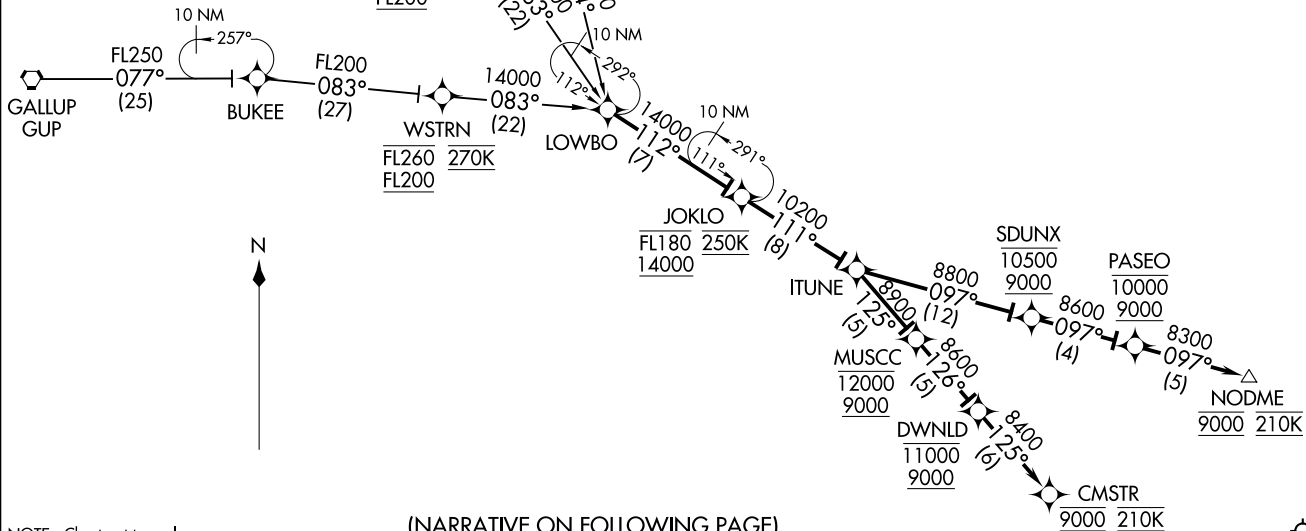 FL260
(22)
10 NM
257°
FL250
077°
(25)
GALLUP
GUP
BUKEE
FL200
083°
(27)
WSTRN
FL260 270K
FL200
14000
083°
(22)
10 NM
292°
112°
LOWBO
14000
112°
(7)
10 NM
291°
111°
JOKLO
FL180 250K
14000
10200
111°
(8)
ITUNE
8800
097°
(12)
SDUNX
10500
9000
8600
097°
(4)
PASEO
10000
9000
8300
097°
(5)
NODME
9000 210K
8900
125°
(5)
MUSCC
12000
9000
8600
126°
(5)
DWNLD
11000
9000
8400
125°
(6)
CMSTR
9000 210K
N
(NARRATIVE ON FOLLOWING PAGE)